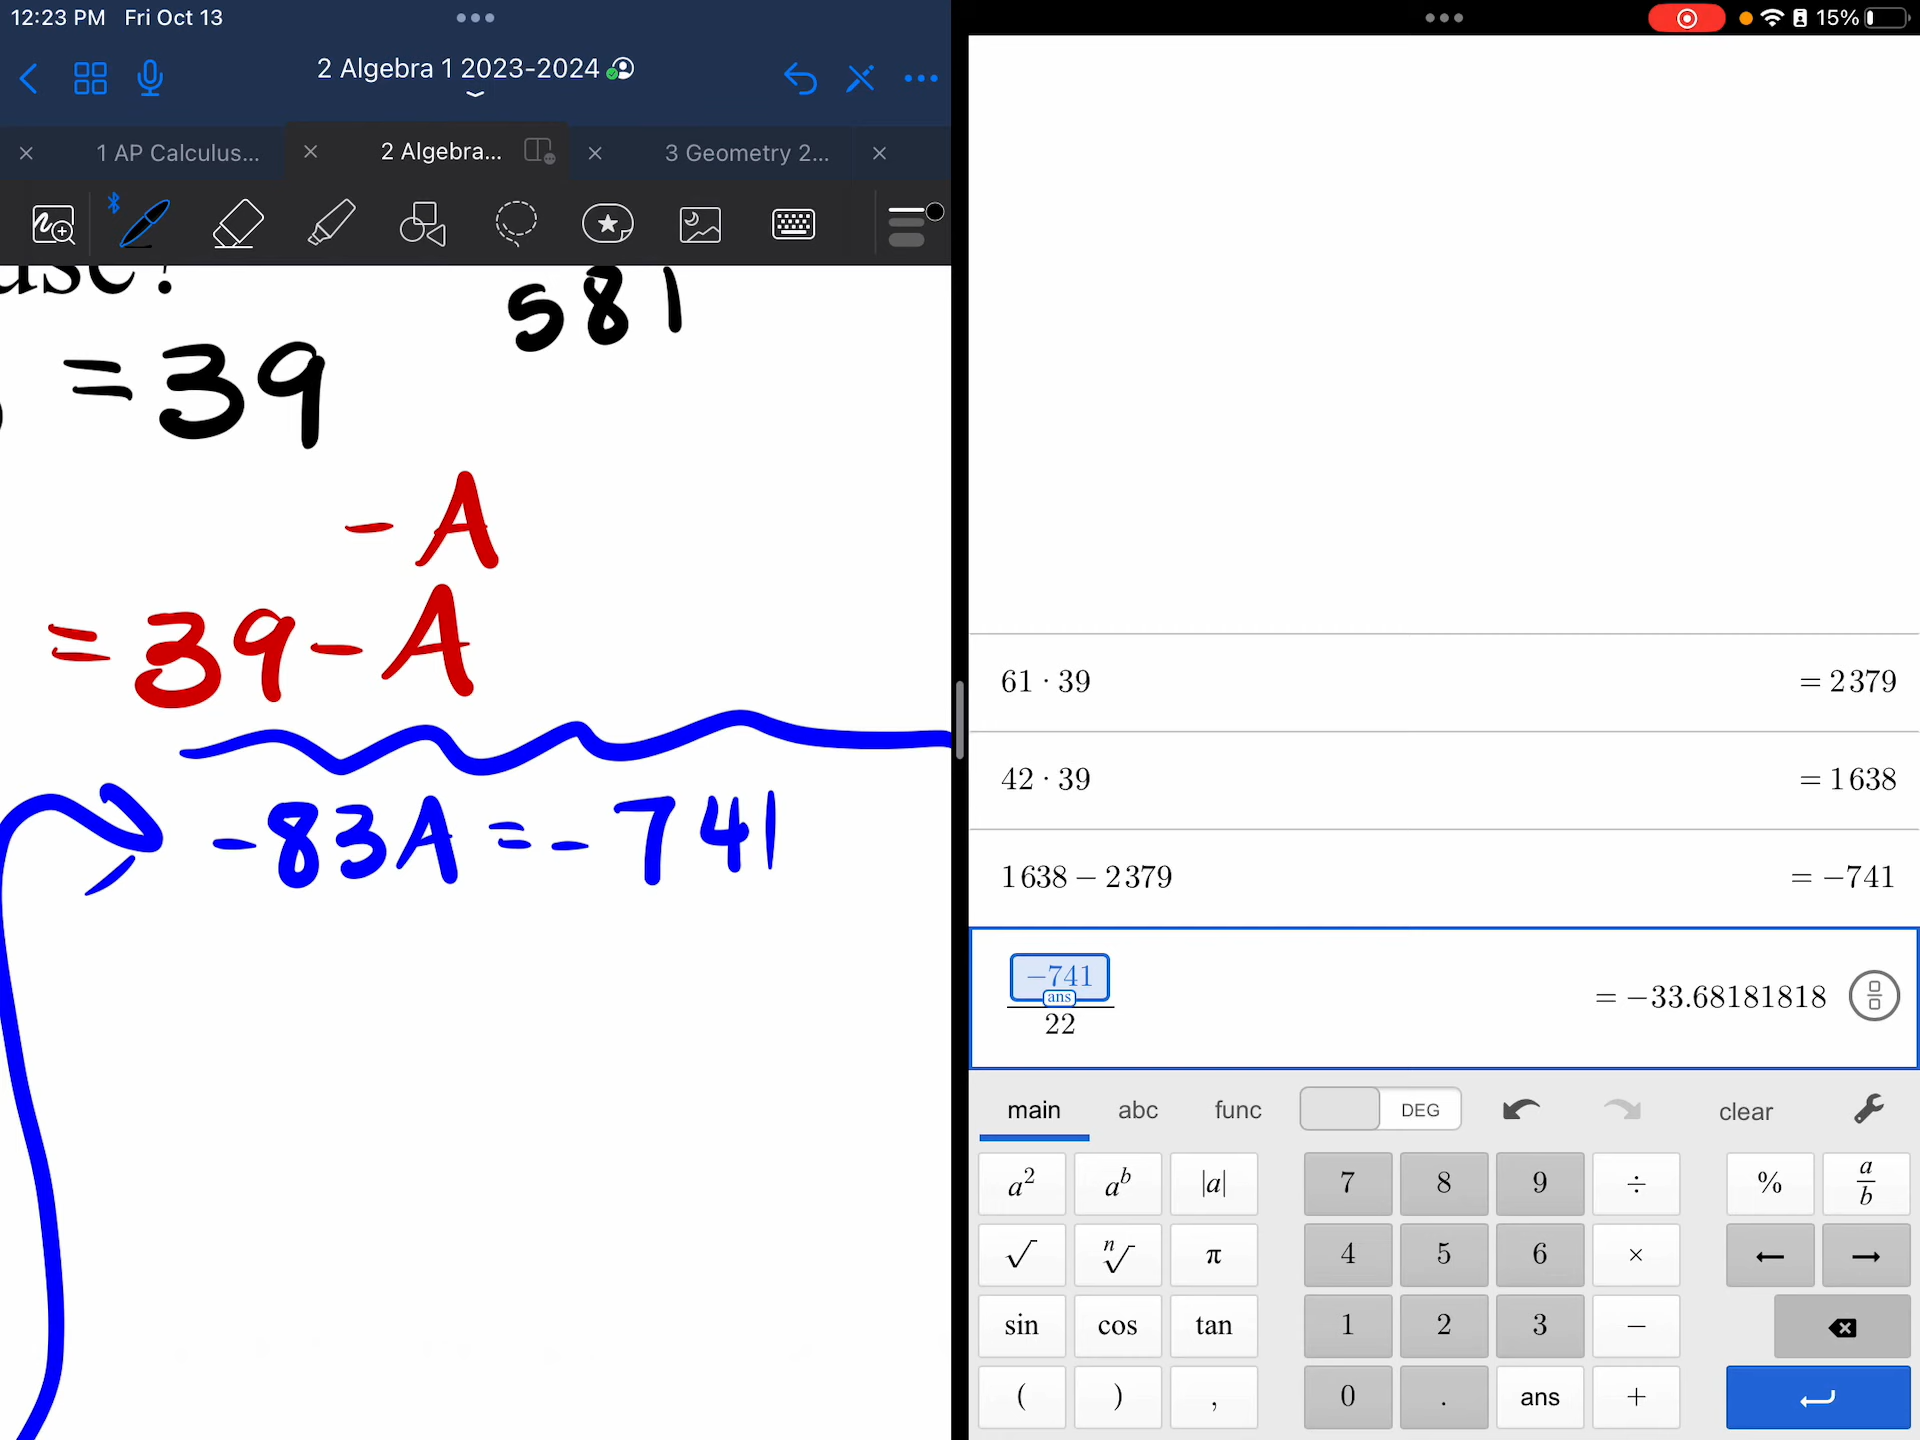 12:23 PM Fri Oct 13
15%
2 Algebra 1 2023-2024
1 AP Calculus...
2 Algebra...
3 Geometry 2...
581
= 39
- A
= 39 - A
-83A = -741
61 · 39 = 2379
42 · 39 = 1638
1638 − 2379 = −741
−741
ans
22
= −33.68181818
main abc func DEG clear
a² aᵇ |a| 7 8 9 ÷ % a/b
√ ⁿ√ π 4 5 6 × ← →
sin cos tan 1 2 3 −
( ) , 0 . ans +